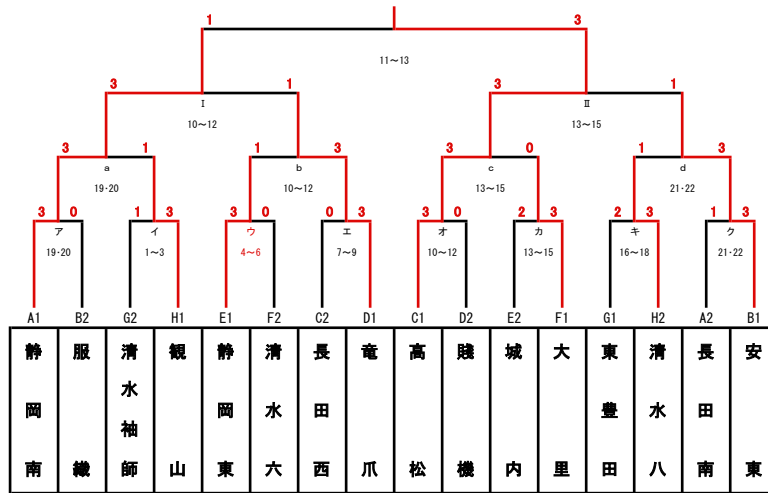 1 3
11～13
3 1 3 1
Ⅰ Ⅱ
10～12 13～15
3 1 1 3 3 0 1 3
a b c d
19･20 10～12 13～15 21･22
3 0 1 3 3 0 0 3 3 0 2 3 2 3 1 3
ア イ ウ エ オ カ キ ク
19･20 1～3 4～6 7～9 10～12 13～15 16～18 21･22
A1 B2 G2 H1 E1 F2 C2 D1 C1 D2 E2 F1 G1 H2 A2 B1
静岡南
服織
清水袖師
観山
静岡東
清水六
長田西
竜爪
高松
賤機
城内
大里
東豊田
清水八
長田南
安東